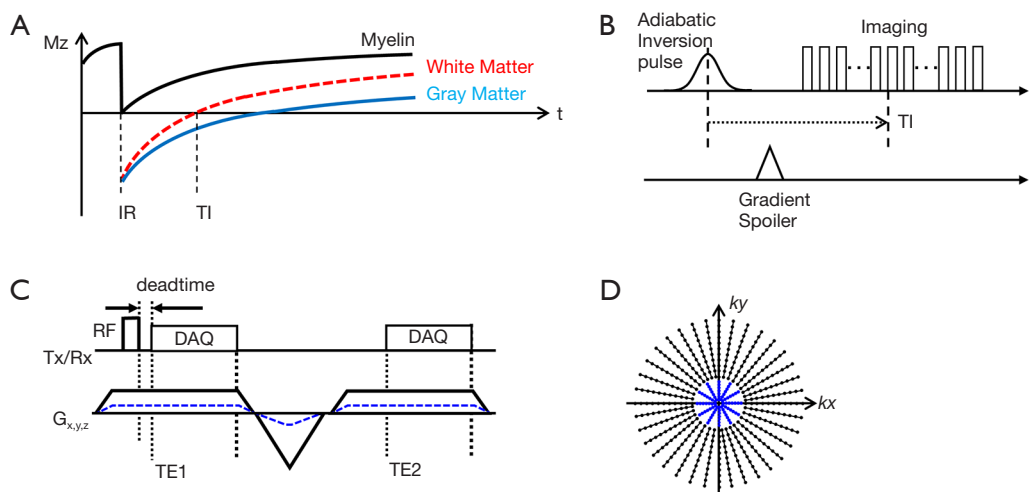 A
Mz
Myelin
White Matter
Gray Matter
t
IR
TI
B
Adiabatic
Inversion
pulse
Imaging
TI
Gradient
Spoiler
C
deadtime
RF
DAQ
DAQ
Tx/Rx
Gx,y,z
TE1
TE2
D
ky
kx